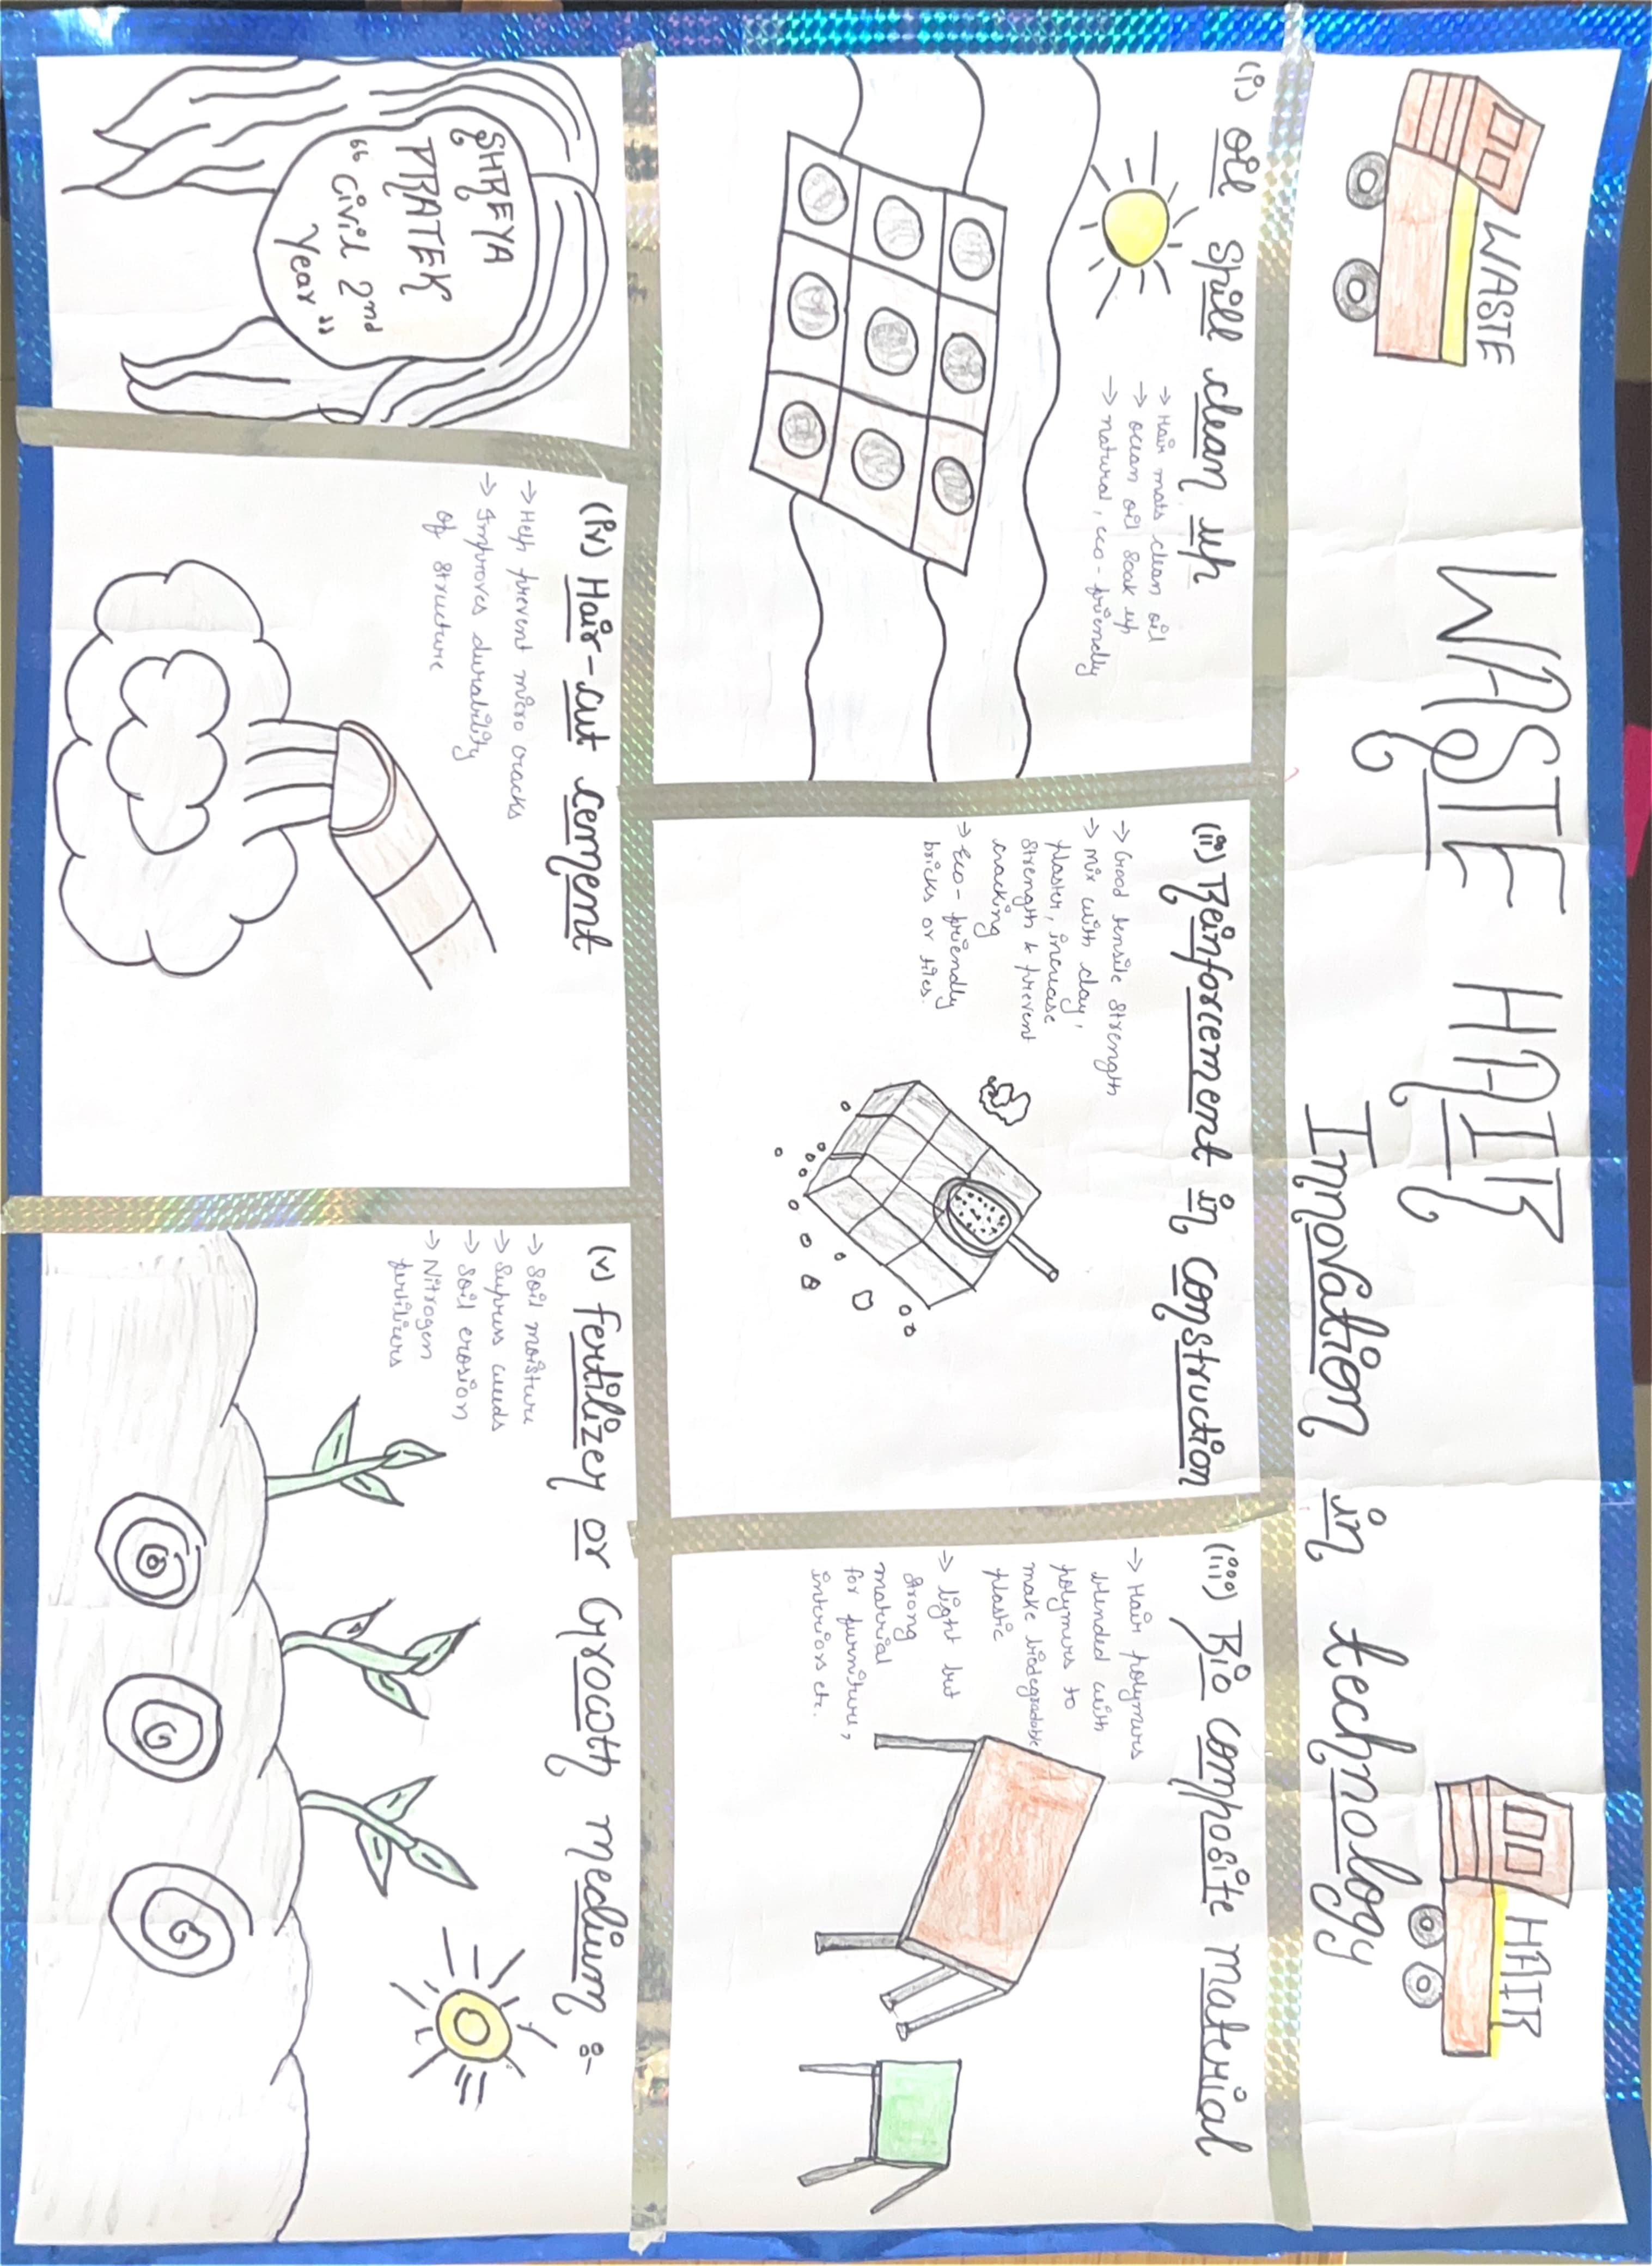 WASTE
WASTE HAIR
HAIR
Innovation in technology
(i) oil spill clean up
→ Hair mats clean oil
→ ocean oil soak up
→ natural, eco-friendly
(ii) Reinforcement in construction
→ Good tensile strength
→ mix with clay,
plaster, increase
strength & prevent
cracking
→ Eco-friendly
bricks or tiles.
(iii) Bio composite material
→ Hair polymers
blended with
polymers to
make biodegradable
plastic
→ light but
strong
material
for furniture,
interiors etc.
SHREYA
PRATEEK
"civil 2nd
Year"
(iv) Hair-cut cement
→ Help prevent micro cracks
→ Improves durability
of structure
(v) fertilizer or Growth medium :-
→ soil moisture
→ supress weeds
→ soil erosion
→ Nitrogen
fertilizers